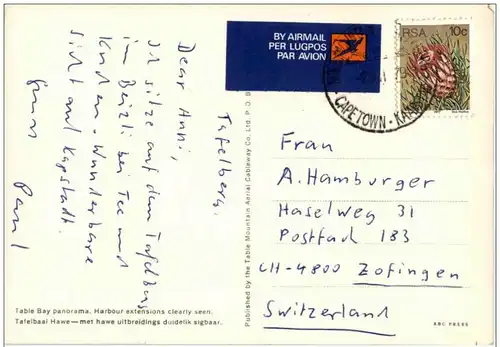 Tafelberg.
Dear Anni,
Ich sitze auf dem Tafelberg
im Beizli bei Tee und
Kuchen. Wunderbare
Sicht auf Kapstadt.
Gruss
Paul
BY AIRMAIL
PER LUGPOS
PAR AVION
RSA 10c
CAPETOWN - KAAPSTAD
Published by the Table Mountain Aerial Cableway Co. Ltd. P.O. B
Frau
A. Hamburger
Haselweg 31
Postfach 183
CH-4800 Zofingen
Switzerland
Table Bay panorama. Harbour extensions clearly seen.
Tafelbaai Hawe—met hawe uitbreidings duidelik sigbaar.
ABC PRESS